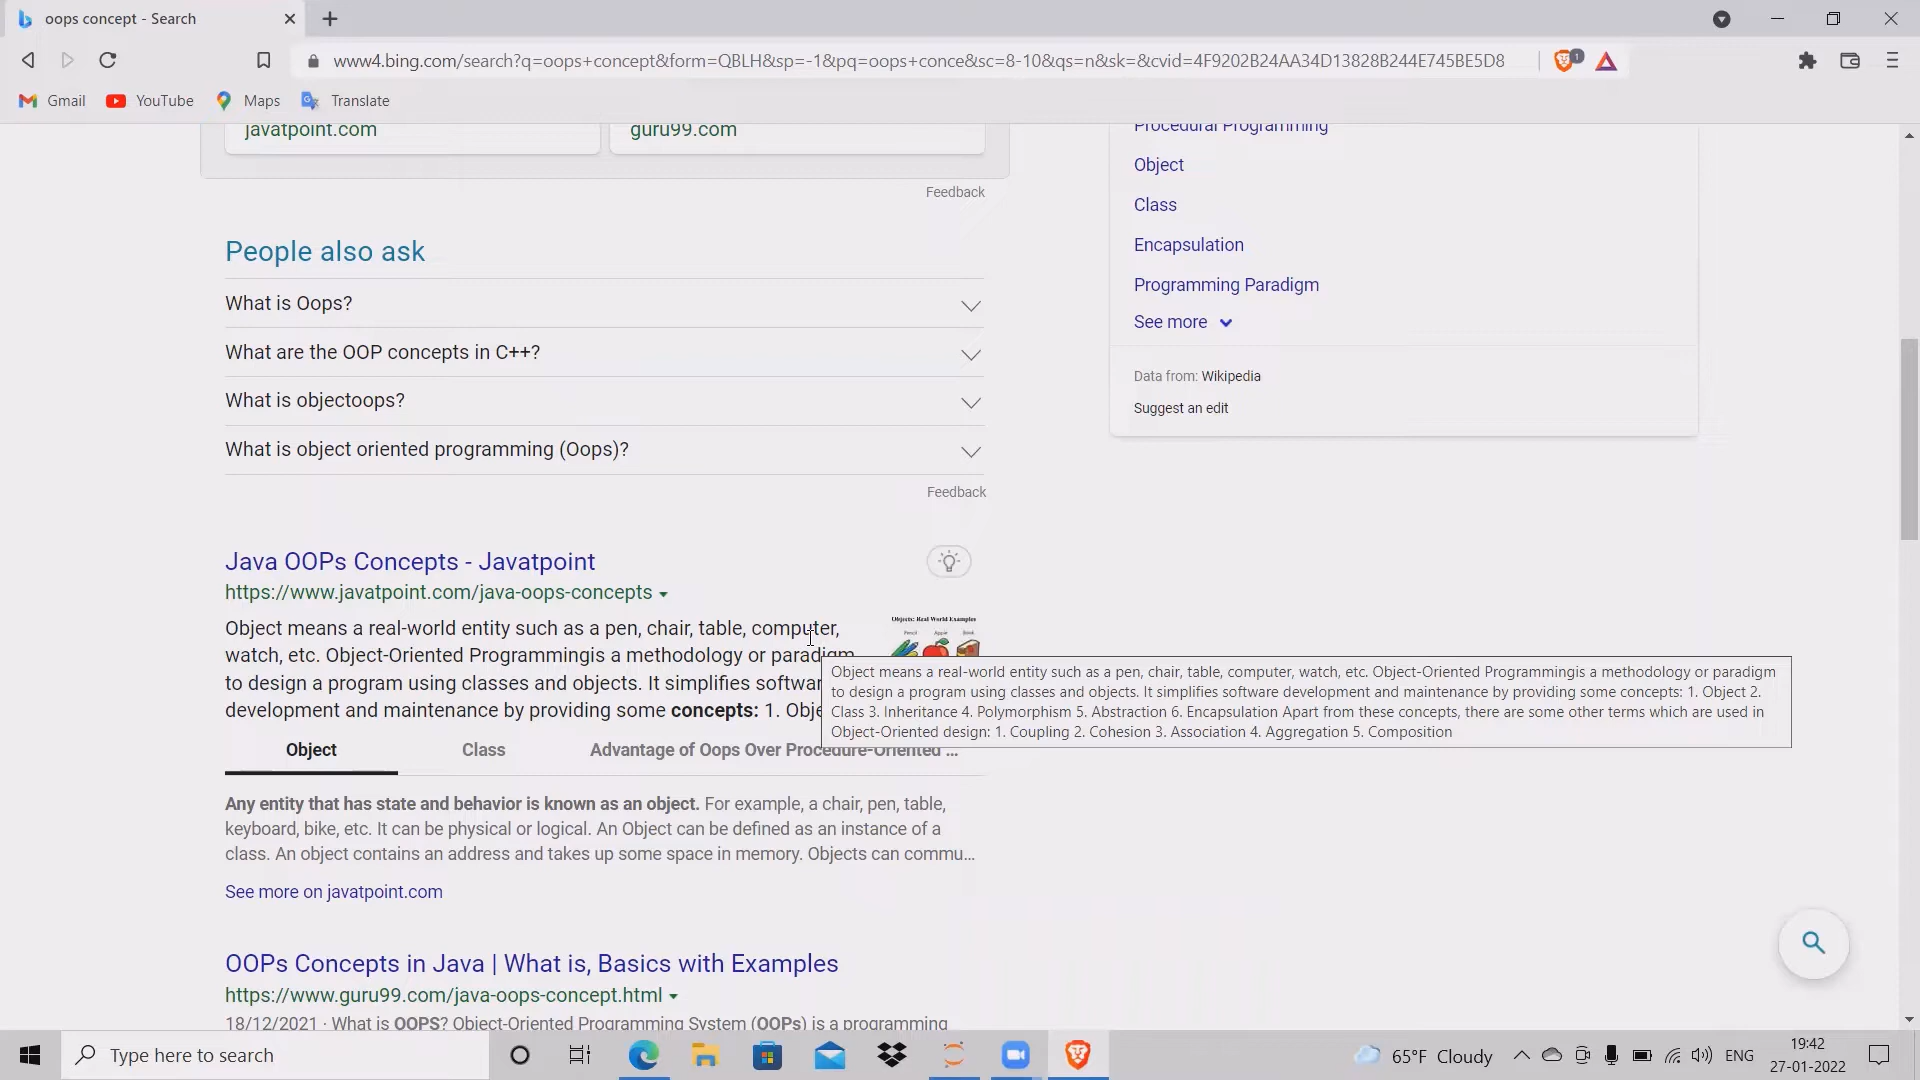 oops concept - Search
www4.bing.com/search?q=oops+concept&form=QBLH&sp=-1&pq=oops+conce&sc=8-10&qs=n&sk=&cvid=4F9202B24AA34D13828B244E745BE5D8
1
Gmail
YouTube
Maps
Translate
javatpoint.com
guru99.com
Feedback
Procedural Programming
Object
Class
Encapsulation
Programming Paradigm
See more
Data from: Wikipedia
Suggest an edit
People also ask
What is Oops?
What are the OOP concepts in C++?
What is objectoops?
What is object oriented programming (Oops)?
Feedback
Java OOPs Concepts - Javatpoint
https://www.javatpoint.com/java-oops-concepts
Object means a real-world entity such as a pen, chair, table, computer,
watch, etc. Object-Oriented Programmingis a methodology or paradigm
to design a program using classes and objects. It simplifies softwar
development and maintenance by providing some concepts: 1. Obje
Objects: Real World Examples
Pencil Apple Book
Object means a real-world entity such as a pen, chair, table, computer, watch, etc. Object-Oriented Programmingis a methodology or paradigm
to design a program using classes and objects. It simplifies software development and maintenance by providing some concepts: 1. Object 2.
Class 3. Inheritance 4. Polymorphism 5. Abstraction 6. Encapsulation Apart from these concepts, there are some other terms which are used in
Object-Oriented design: 1. Coupling 2. Cohesion 3. Association 4. Aggregation 5. Composition
Object
Class
Advantage of Oops Over Procedure-Oriented ...
Any entity that has state and behavior is known as an object. For example, a chair, pen, table,
keyboard, bike, etc. It can be physical or logical. An Object can be defined as an instance of a
class. An object contains an address and takes up some space in memory. Objects can commu...
See more on javatpoint.com
OOPs Concepts in Java | What is, Basics with Examples
https://www.guru99.com/java-oops-concept.html
18/12/2021 · What is OOPS? Object-Oriented Programming System (OOPs) is a programming
Type here to search
65°F Cloudy
ENG
19:42
27-01-2022